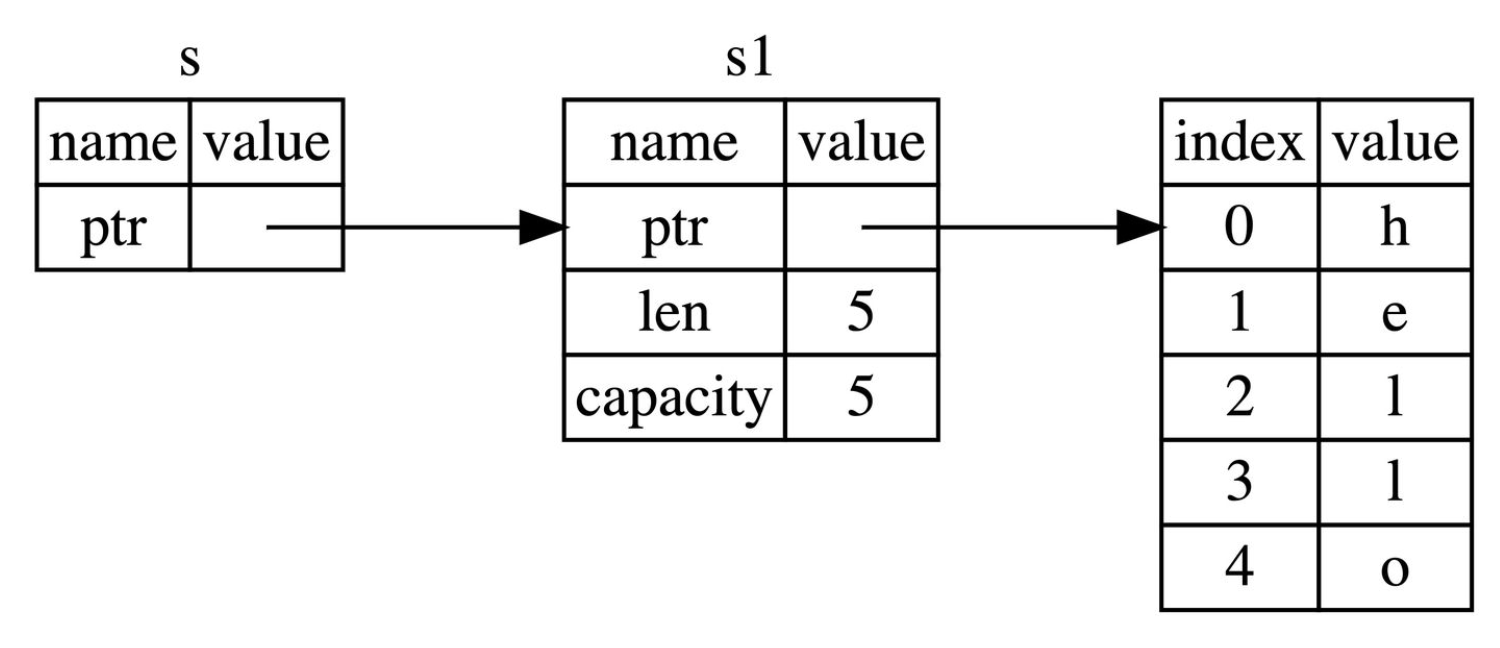 s
name value
ptr
s1
name value
ptr
len 5
capacity 5
index value
0 h
1 e
2 l
3 l
4 o